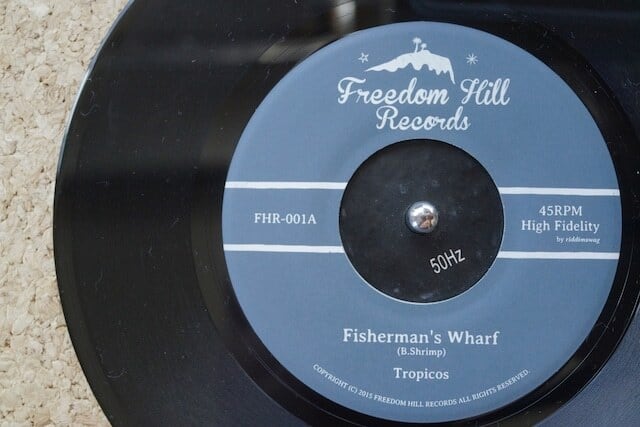 Freedom Hill
Records
FHR-001A
45RPM
High Fidelity
by riddimswag
50Hz
Fisherman's Wharf
(B.Shrimp)
Tropicos
COPYRIGHT (C) 2015 FREEDOM HILL RECORDS ALL RIGHTS RESERVED.